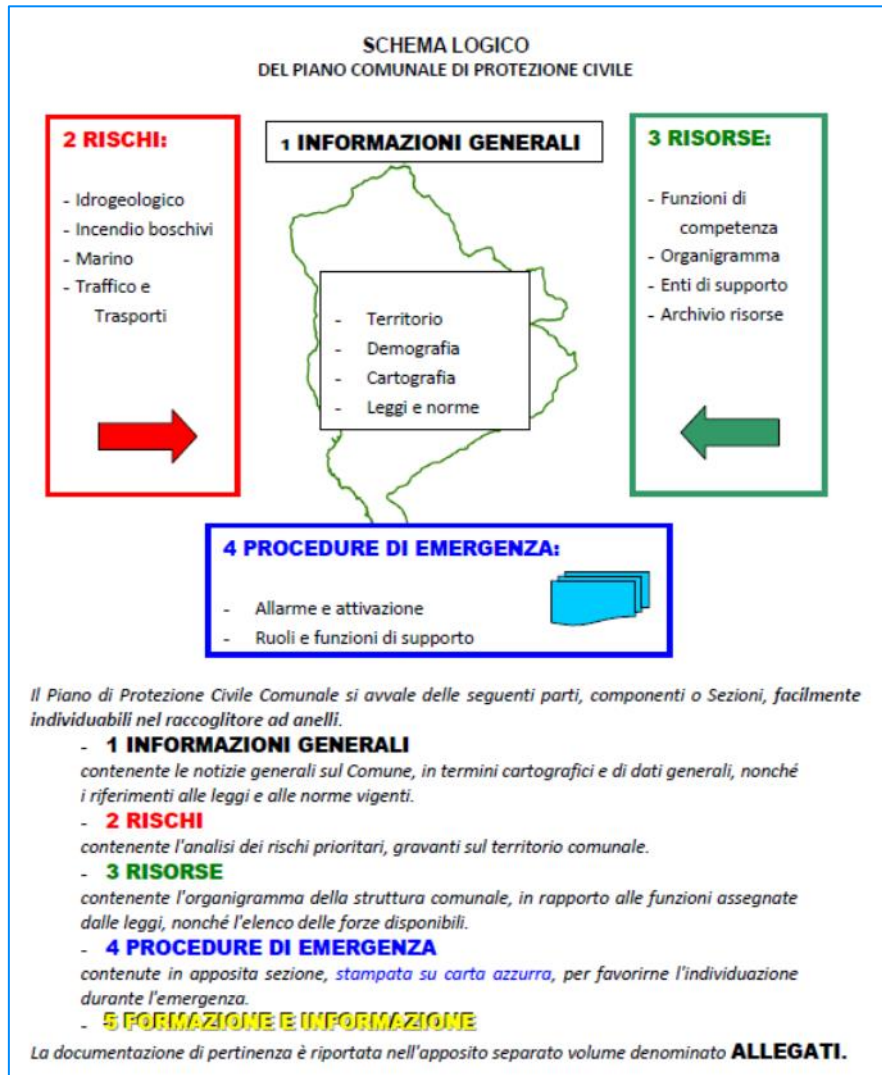 SCHEMA LOGICO
DEL PIANO COMUNALE DI PROTEZIONE CIVILE
2 RISCHI:
- Idrogeologico
- Incendio boschivi
- Marino
- Traffico e
Trasporti
1 INFORMAZIONI GENERALI
- Territorio
- Demografia
- Cartografia
- Leggi e norme
3 RISORSE:
- Funzioni di
competenza
- Organigramma
- Enti di supporto
- Archivio risorse
4 PROCEDURE DI EMERGENZA:
- Allarme e attivazione
- Ruoli e funzioni di supporto
Il Piano di Protezione Civile Comunale si avvale delle seguenti parti, componenti o Sezioni, facilmente
individuabili nel raccoglitore ad anelli.
- 1 INFORMAZIONI GENERALI
contenente le notizie generali sul Comune, in termini cartografici e di dati generali, nonché
i riferimenti alle leggi e alle norme vigenti.
- 2 RISCHI
contenente l'analisi dei rischi prioritari, gravanti sul territorio comunale.
- 3 RISORSE
contenente l'organigramma della struttura comunale, in rapporto alle funzioni assegnate
dalle leggi, nonché l'elenco delle forze disponibili.
- 4 PROCEDURE DI EMERGENZA
contenute in apposita sezione, stampata su carta azzurra, per favorirne l'individuazione
durante l'emergenza.
- 5 FORMAZIONE E INFORMAZIONE
La documentazione di pertinenza è riportata nell'apposito separato volume denominato ALLEGATI.